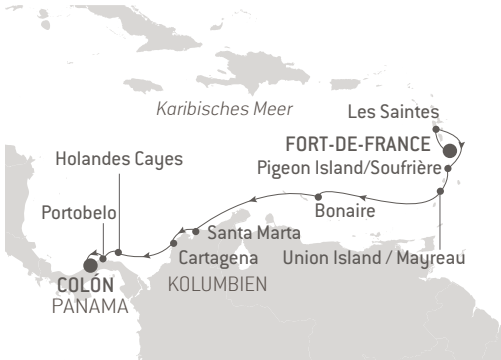 Karibisches Meer
Les Saintes
FORT-DE-FRANCE
Holandes Cayes
Pigeon Island/Soufrière
Portobelo
Bonaire
Santa Marta
Cartagena
Union Island / Mayreau
COLÓN
KOLUMBIEN
PANAMA